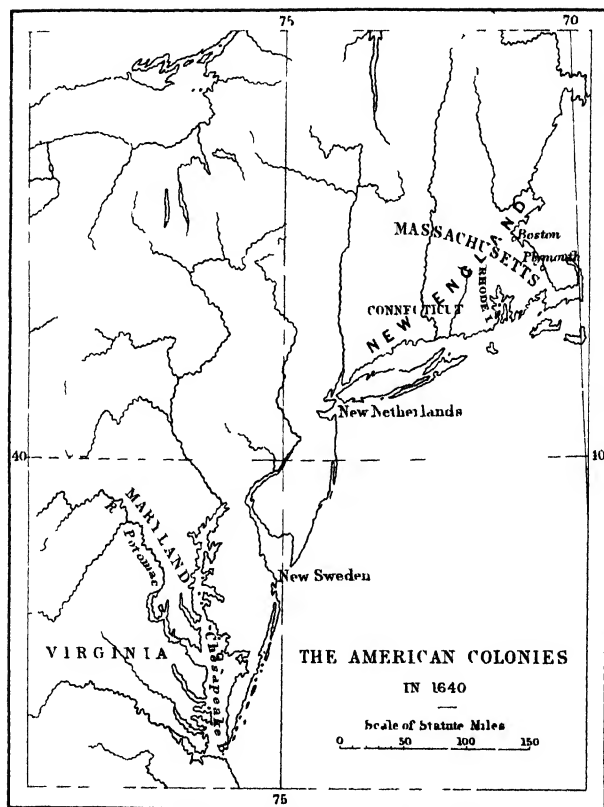 75
70
NEW ENGLAND
MASSACHUSETTS
Boston
Plymouth
RHODE I
CONNECTICUT
New Netherlands
40
40
MARYLAND
R. Potomac
New Sweden
VIRGINIA
Chesapeake
THE AMERICAN COLONIES
IN 1640
Scale of Statute Miles
0 50 100 150
75